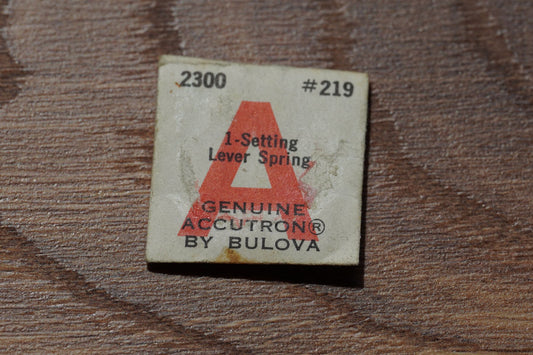 2300 #219
1-Setting
Lever Spring
GENUINE
ACCUTRON®
BY BULOVA